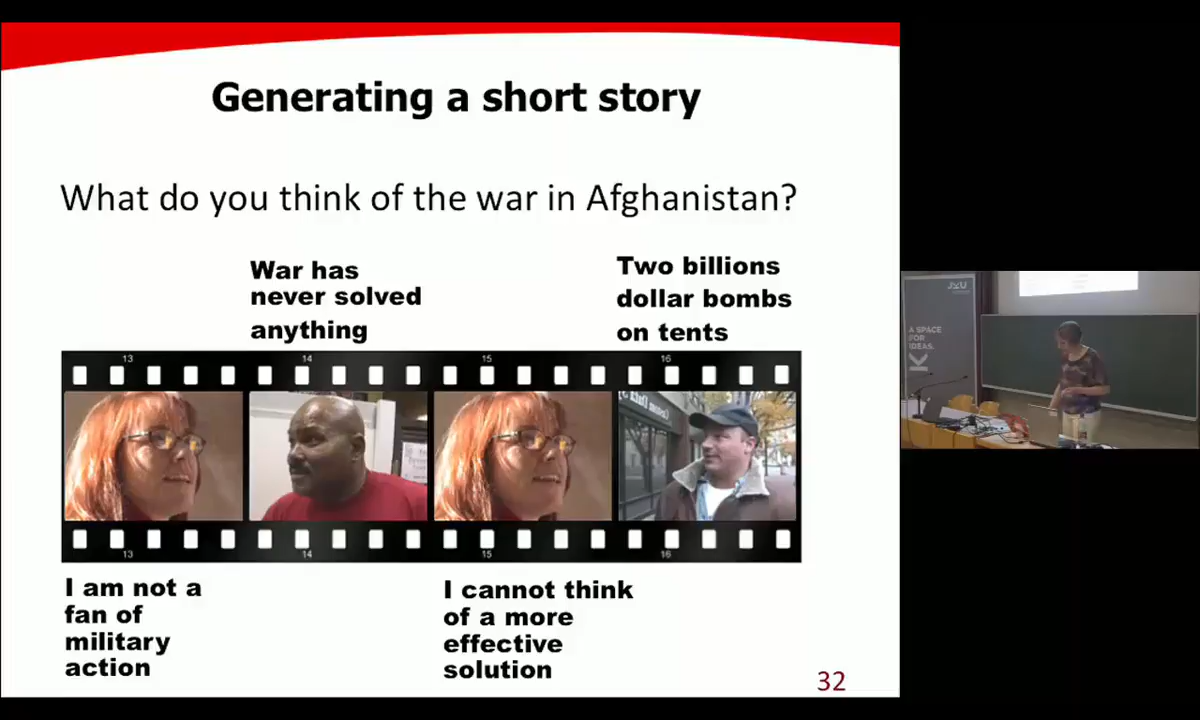 Generating a short story
What do you think of the war in Afghanistan?
War has
never solved
anything
Two billions
dollar bombs
on tents
13
14
15
16
13
14
15
16
I am not a
fan of
military
action
I cannot think
of a more
effective
solution
32
JKU
A SPACE
FOR
IDEAS.